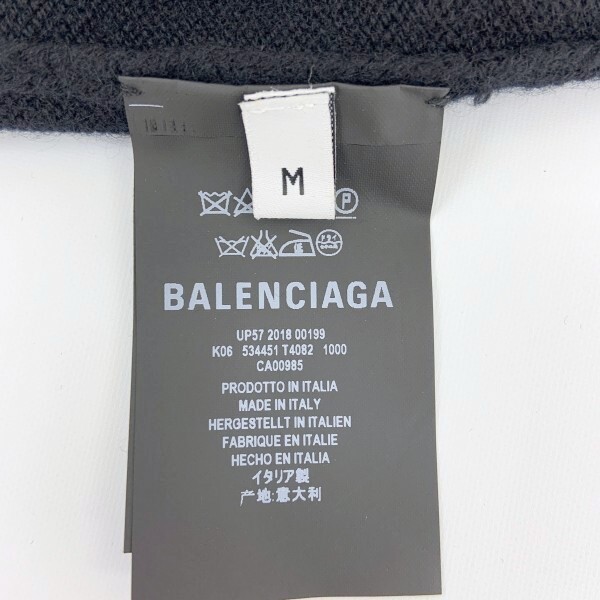 M
P
BALENCIAGA
UP57 2018 00199
K06 534451 T4082 1000
CA00985
PRODOTTO IN ITALIA
MADE IN ITALY
HERGESTELLT IN ITALIEN
FABRIQUE EN ITALIE
HECHO EN ITALIA
イタリア製
产地:意大利